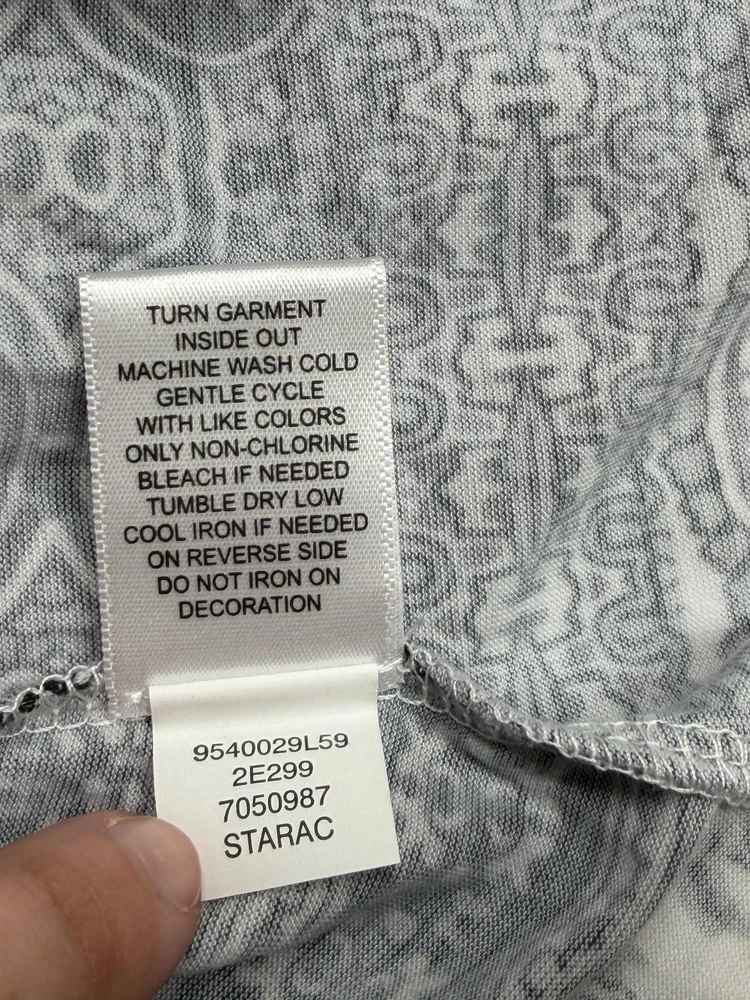 TURN GARMENT
INSIDE OUT
MACHINE WASH COLD
GENTLE CYCLE
WITH LIKE COLORS
ONLY NON-CHLORINE
BLEACH IF NEEDED
TUMBLE DRY LOW
COOL IRON IF NEEDED
ON REVERSE SIDE
DO NOT IRON ON
DECORATION
9540029L59
2E299
7050987
STARAC